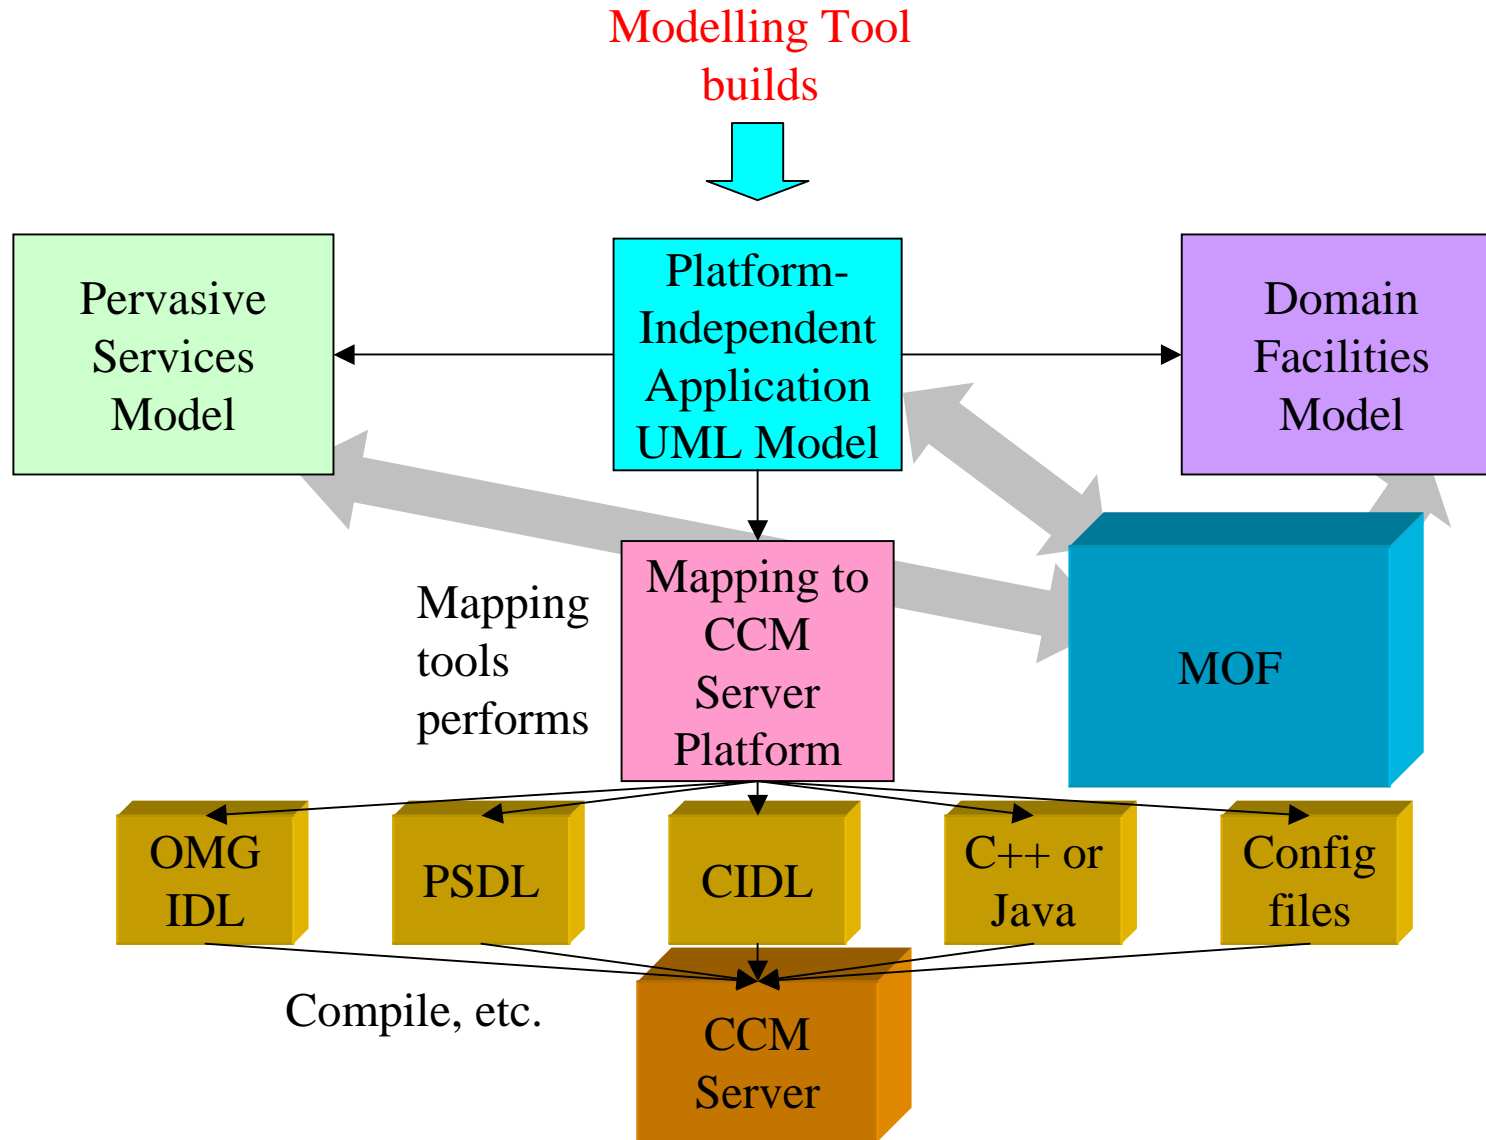 Modelling Tool
builds
Pervasive
Services
Model
Platform-
Independent
Application
UML Model
Domain
Facilities
Model
Mapping
tools
performs
Mapping to
CCM
Server
Platform
MOF
OMG
IDL
PSDL
CIDL
C++ or
Java
Config
files
Compile, etc.
CCM
Server